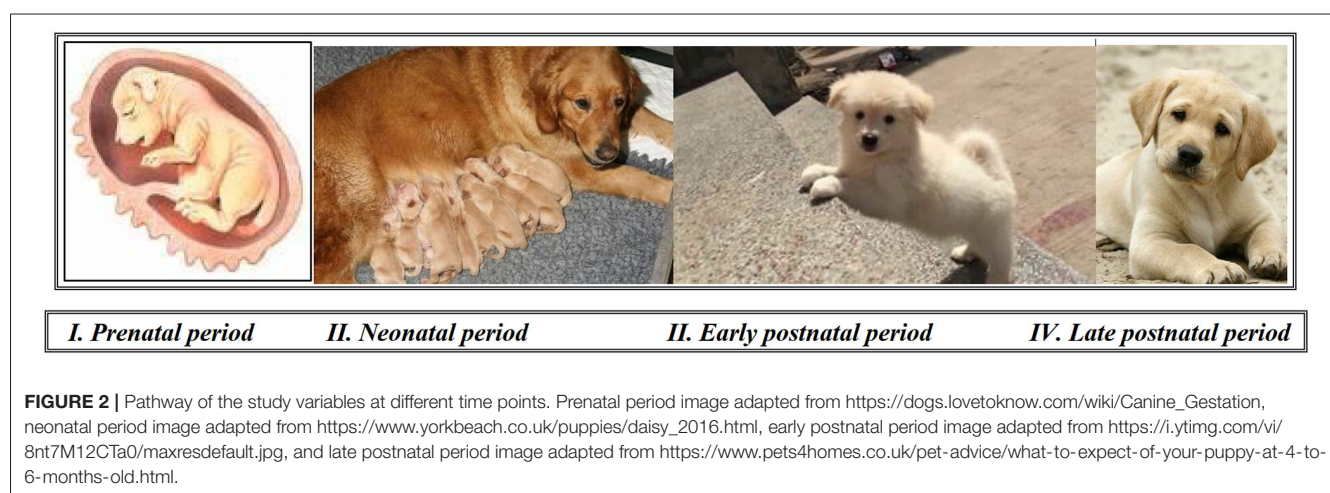 I. Prenatal period II. Neonatal period II. Early postnatal period IV. Late postnatal period
FIGURE 2 | Pathway of the study variables at different time points. Prenatal period image adapted from https://dogs.lovetoknow.com/wiki/Canine_Gestation,
neonatal period image adapted from https://www.yorkbeach.co.uk/puppies/daisy_2016.html, early postnatal period image adapted from https://i.ytimg.com/vi/
8nt7M12CTa0/maxresdefault.jpg, and late postnatal period image adapted from https://www.pets4homes.co.uk/pet-advice/what-to-expect-of-your-puppy-at-4-to-
6-months-old.html.